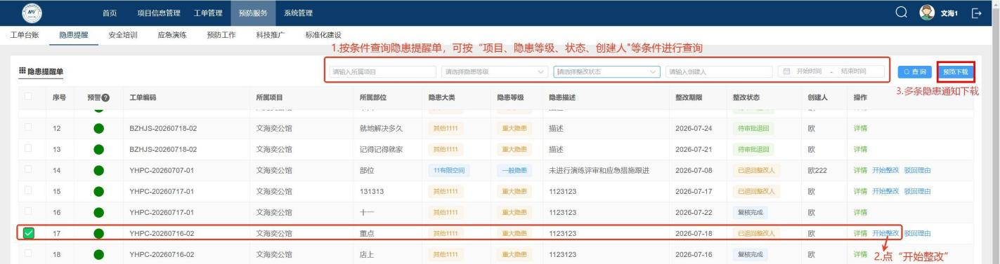 首页 项目信息管理 工单管理 预防服务 系统管理 文海1
工单台账 隐患提醒 安全培训 应急演练 预防工作 科技推广 标准化建设
1.按条件查询隐患提醒单，可按“项目、隐患等级、状态、创建人"等条件进行查询
隐患提醒单 请输入所属项目 请选择隐患等级 请选择整改状态 请输入创建人 开始时间 - 结束时间 查询 预览下载
3.多条隐患通知下载
序号 预警 工单编码 所属项目 所属部位 隐患大类 隐患等级 隐患描述 整改期限 整改状态 创建人 操作
12 BZHJS-20260718-02 文海奕公馆 就地解决多久 其他1111 重大隐患 描述 2026-07-24 待审批退回 欧 详情
13 BZHJS-20260718-02 文海奕公馆 记得记得就家 其他1111 重大隐患 描述 2026-07-21 待审批退回 欧 详情
14 YHPC-20260707-01 文海奕公馆 部位 11有限空间 一般隐患 未进行演练评审和应急措施跟进 2026-07-08 已退回整改人 欧222 详情 开始整改 驳回理由
15 YHPC-20260717-01 文海奕公馆 131313 其他1111 重大隐患 1123123 2026-07-17 已退回整改人 欧 详情 开始整改 驳回理由
16 YHPC-20260717-01 文海奕公馆 十一 其他1111 重大隐患 1123123 2026-07-22 复核完成 欧 详情
17 YHPC-20260716-02 文海奕公馆 重点 其他1111 重大隐患 1123123 2026-07-18 已退回整改人 欧 详情 开始整改 驳回理由
18 YHPC-20260716-02 文海奕公馆 店上 其他1111 重大隐患 1123123 2026-07-16 复核完成 欧 详情
2.点“开始整改”